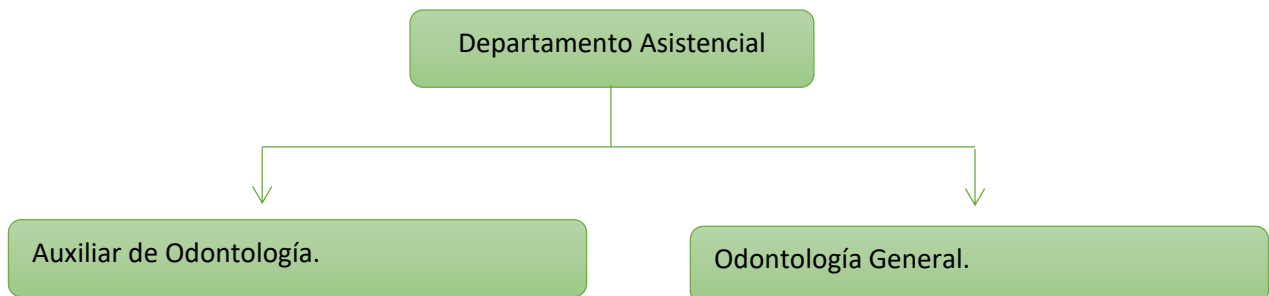 Departamento Asistencial
Auxiliar de Odontología.
Odontología General.